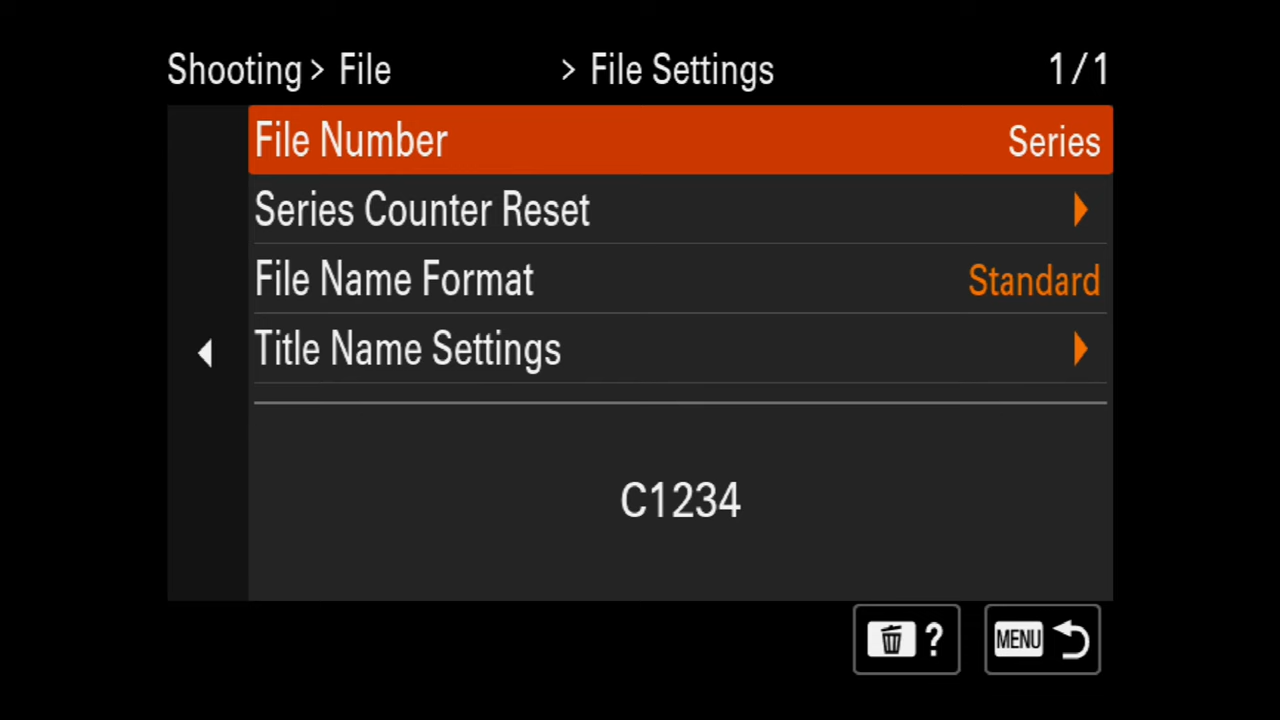 Shooting > File > File Settings 1/1
File Number Series
Series Counter Reset
File Name Format Standard
Title Name Settings
C1234
? MENU